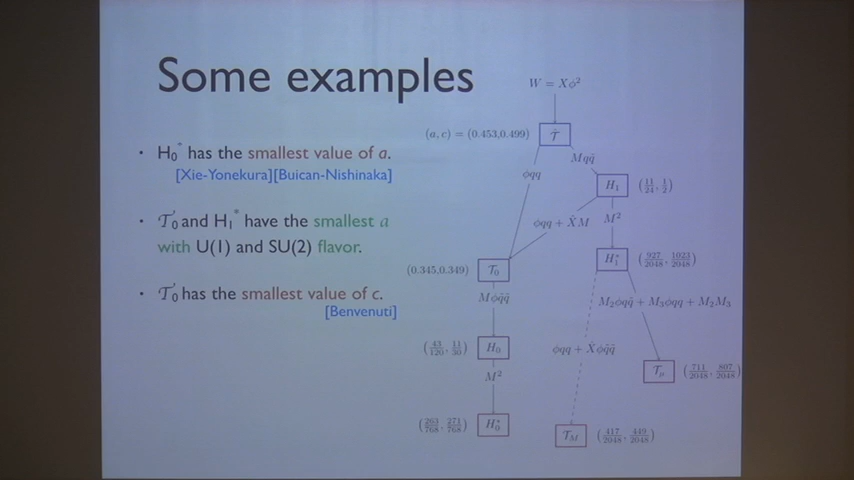 Some examples
• H₀* has the smallest value of a.
[Xie-Yonekura][Buican-Nishinaka]
• 𝒯₀ and H₁* have the smallest a
with U(1) and SU(2) flavor.
• 𝒯₀ has the smallest value of c.
[Benvenuti]
W = Xϕ²
(a, c) = (0.453,0.499)
𝒯̂
Mqq̃
ϕqq
H₁
(11/24, 1/2)
ϕqq + X̂M
M²
(0.345,0.349)
𝒯₀
H₁*
(927/2048, 1023/2048)
Mϕq̃q̃
M₂ϕqq̃ + M₃ϕqq + M₂M₃
(43/120, 11/30)
H₀
ϕqq + X̂ϕq̃q̃
M²
𝒯μ
(711/2048, 807/2048)
(263/768, 271/768)
H₀*
𝒯M
(417/2048, 449/2048)